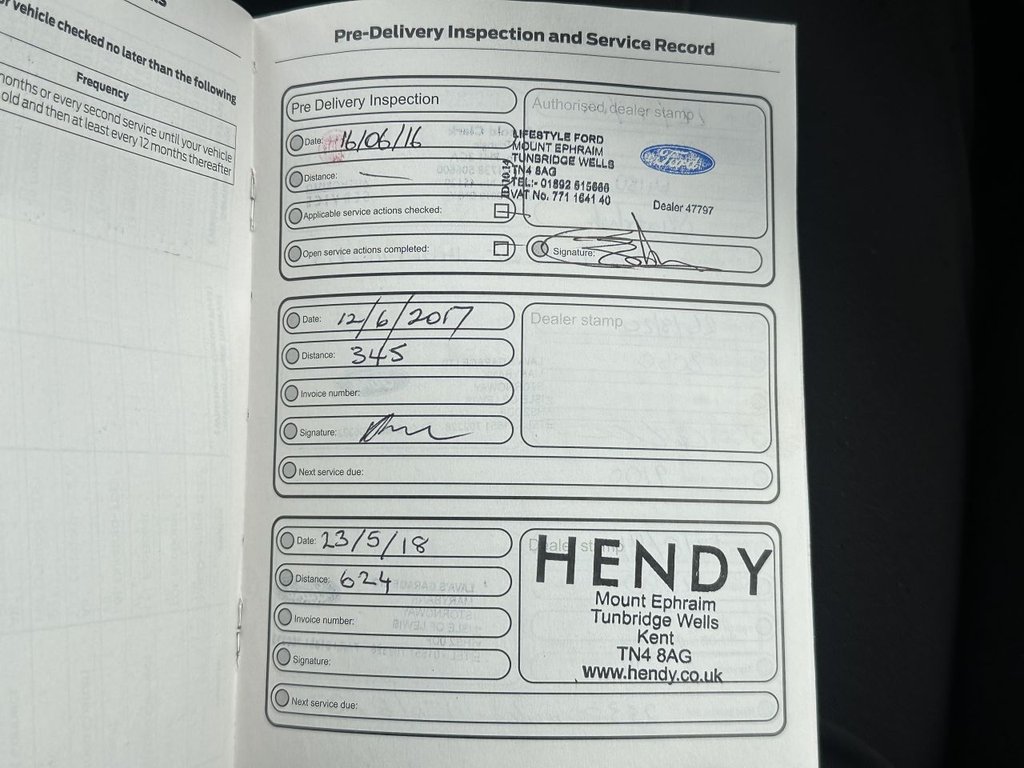 or vehicle checked no later than the following
Frequency
months or every second service until your vehicle
old and then at least every 12 months thereafter
Pre-Delivery Inspection and Service Record
Pre Delivery Inspection
Date: 16/06/16
Distance:
Applicable service actions checked:
Open service actions completed:
Authorised dealer stamp
LIFESTYLE FORD
MOUNT EPHRAIM
TUNBRIDGE WELLS
TN4 8AG
TEL:- 01892 515666
VAT No. 771 1641 40
Ford
Dealer 47797
Signature:
Date: 12/6/2017
Distance: 345
Invoice number:
Signature:
Next service due:
Dealer stamp
Date: 23/5/18
Distance: 624
Invoice number:
Signature:
Next service due:
Dealer stamp
HENDY
Mount Ephraim
Tunbridge Wells
Kent
TN4 8AG
www.hendy.co.uk